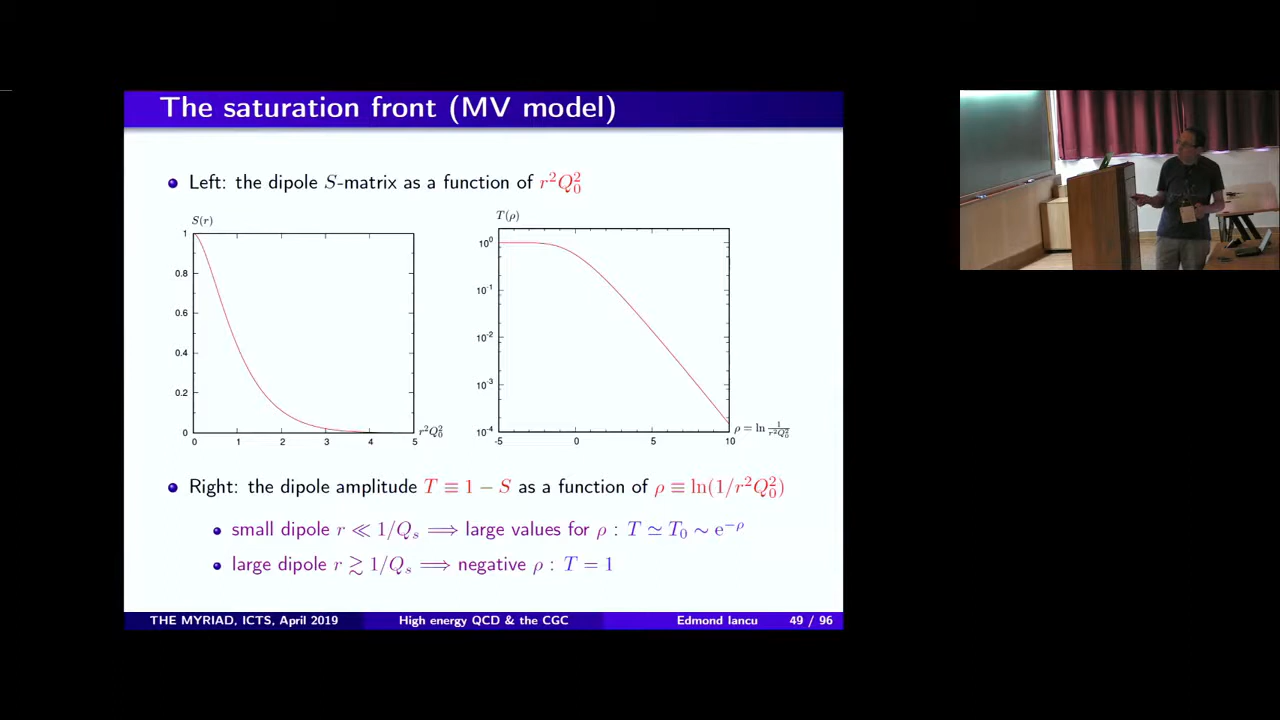 The saturation front (MV model)
Left: the dipole S-matrix as a function of r²Q₀²
S(r)
1
0.8
0.6
0.4
0.2
0
0 1 2 3 4 5
r²Q₀²
T(ρ)
10⁰
10⁻¹
10⁻²
10⁻³
10⁻⁴
-5 0 5 10
ρ = ln 1/r²Q₀²
Right: the dipole amplitude T ≡ 1 − S as a function of ρ ≡ ln(1/r²Q₀²)
small dipole r ≪ 1/Qₛ ⟹ large values for ρ : T ≃ T₀ ∼ e^−ρ
large dipole r ≳ 1/Qₛ ⟹ negative ρ : T = 1
THE MYRIAD, ICTS, April 2019 High energy QCD & the CGC Edmond Iancu 49 / 96